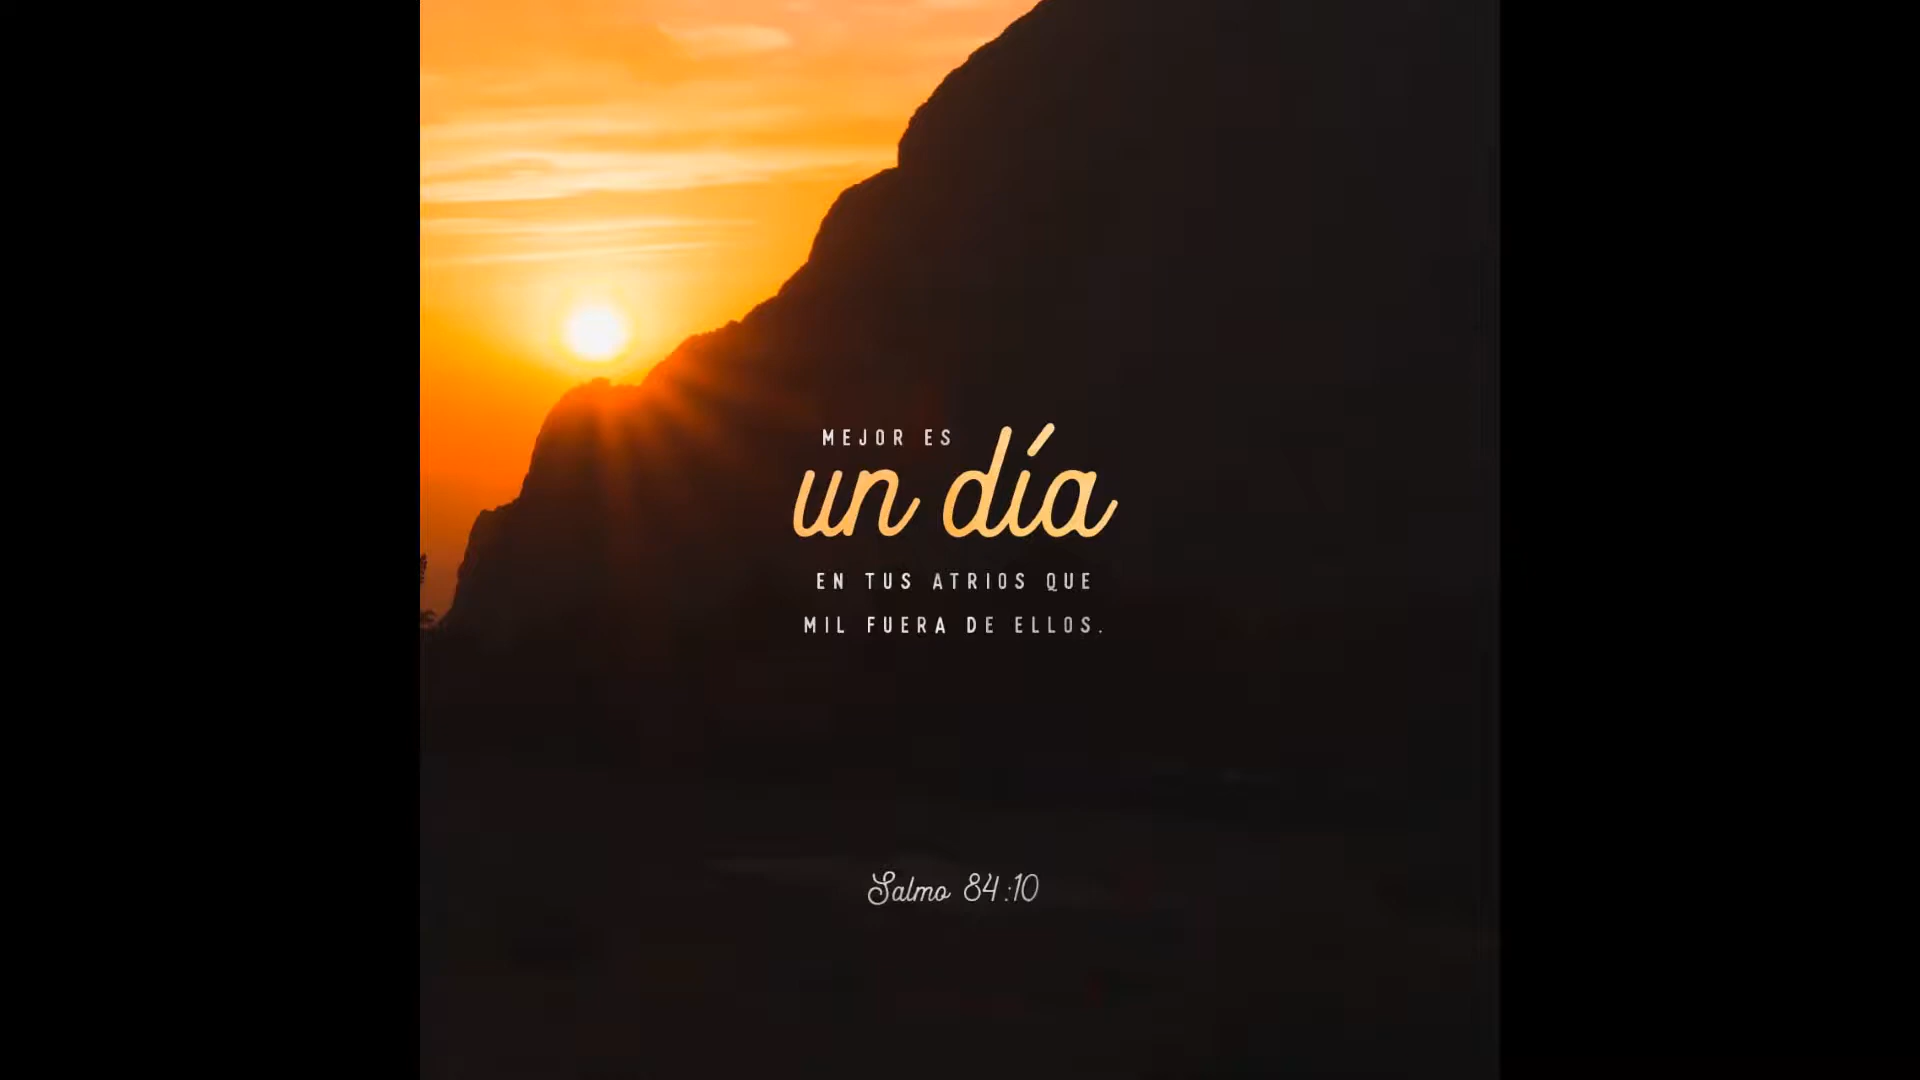 MEJOR ES
un día
EN TUS ATRIOS QUE
MIL FUERA DE ELLOS.
Salmo 84:10